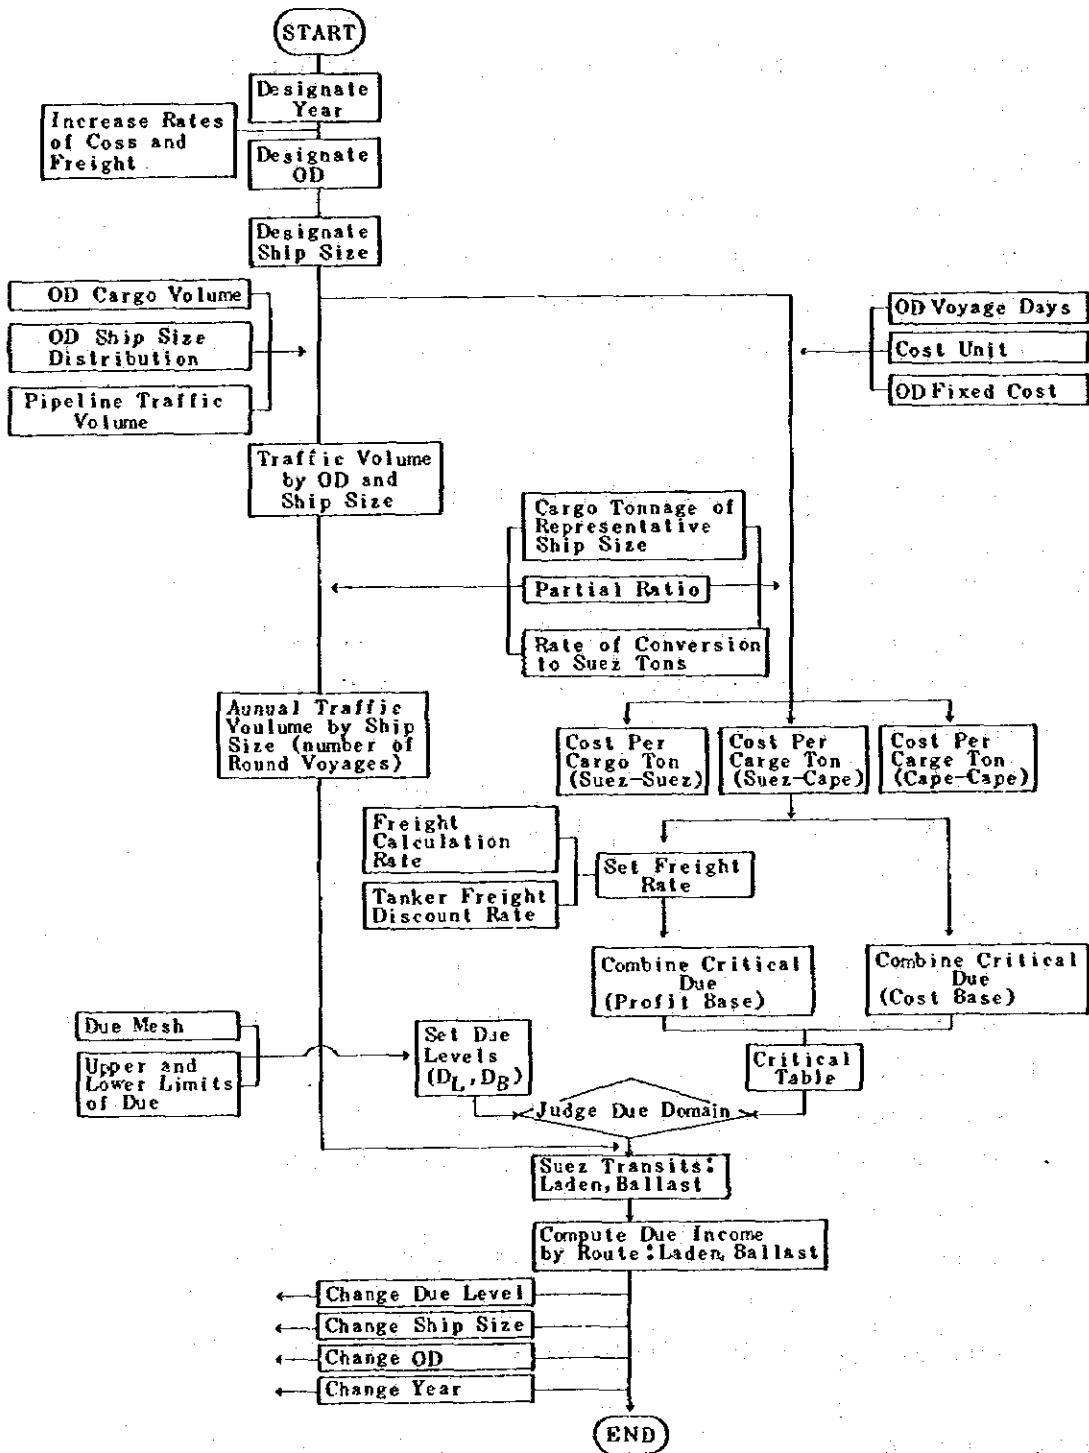 START
Designate
Year
Increase Rates
of Coss and
Freight
Designate
OD
Designate
Ship Size
OD Cargo Volume
OD Ship Size
Distribution
Pipeline Traffic
Volume
OD Voyage Days
Cost Unit
OD Fixed Cost
Traffic Volume
by OD and
Ship Size
Cargo Tonnage of
Representative
Ship Size
Partial Ratio
Rate of Conversion
to Suez Tons
Aunual Traffic
Voulume by Ship
Size (number of
Round Voyages)
Cost Per
Cargo Ton
(Suez-Suez)
Cost Per
Carge Ton
(Suez-Cape)
Cost Per
Carge Ton
(Cape-Cape)
Freight
Calculation
Rate
Tanker Freight
Discount Rate
Set Freight
Rate
Combine Critical
Due
(Profit Base)
Combine Critical
Due
(Cost Base)
Due Mesh
Upper and
Lower Limits
of Due
Set Due
Levels
(DL, DB)
Critical
Table
Judge Due Domain
Suez Transits:
Laden, Ballast
Compute Due Income
by Route: Laden, Ballast
Change Due Level
Change Ship Size
Change OD
Change Year
END